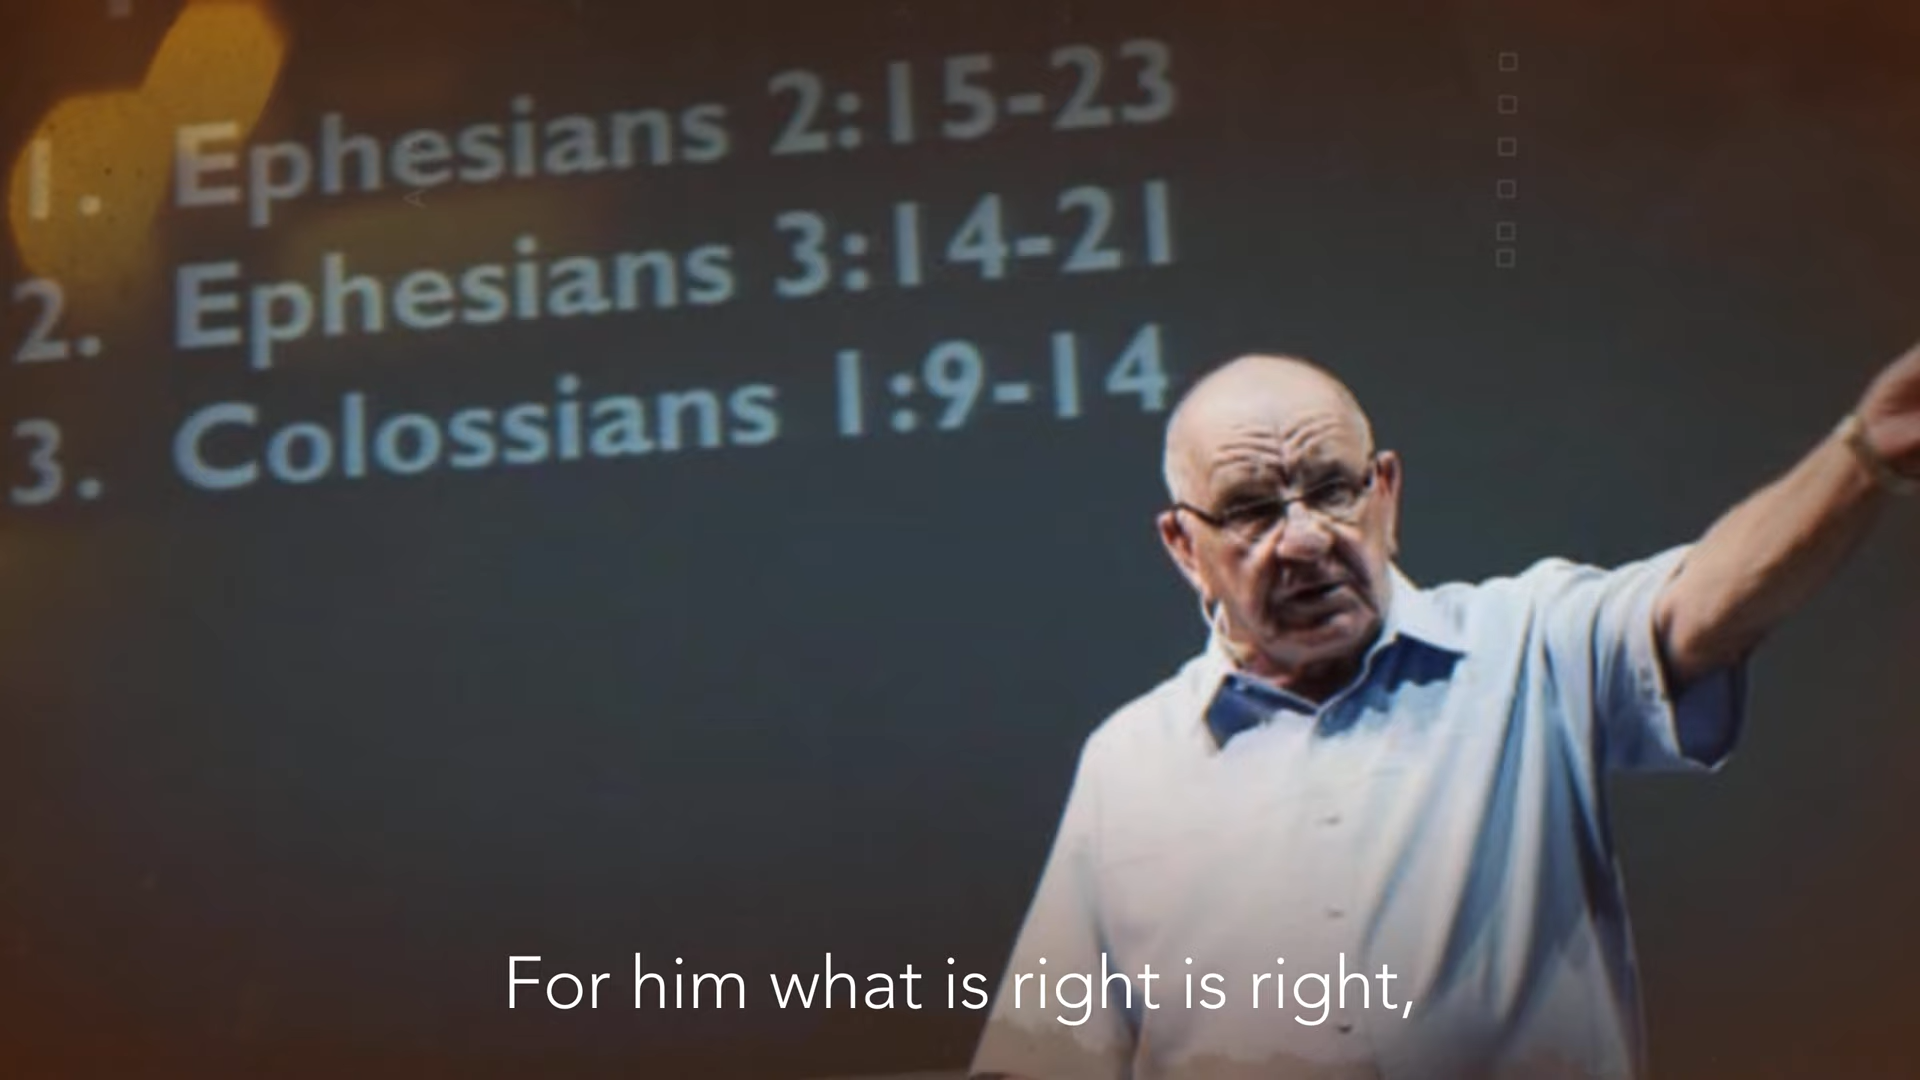 1. Ephesians 2:15-23
2. Ephesians 3:14-21
3. Colossians 1:9-14
For him what is right is right,